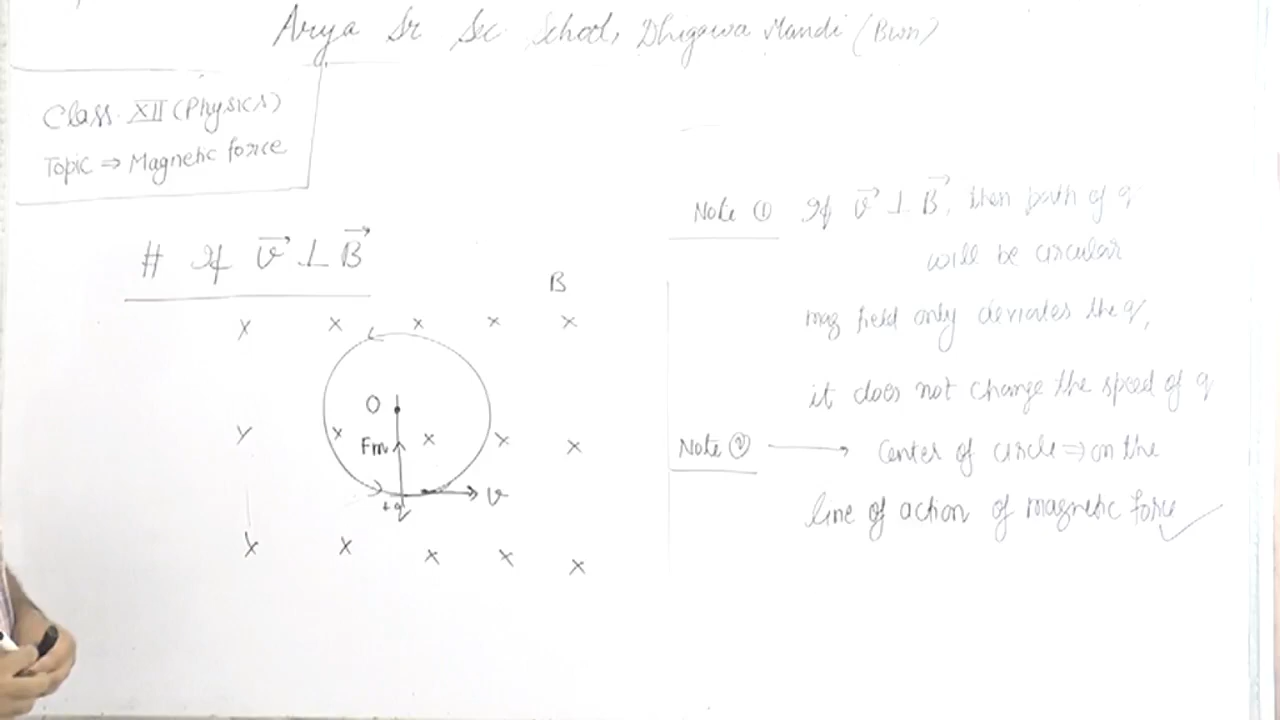 Arya Sr Sec School, Dhigawa Mandi (Bwn)
Class. XII (Physics)
Topic ⇒ Magnetic force
# If v⃗ ⊥ B⃗
B
x x x x x
O
x x x x x
Fm
+q
v
x x x x x
Note ① If v⃗ ⊥ B⃗, then path of q
will be circular
mag field only deviates the q,
it does not change the speed of q
Note ② ⟶ Center of circle ⇒ on the
line of action of magnetic force ✓